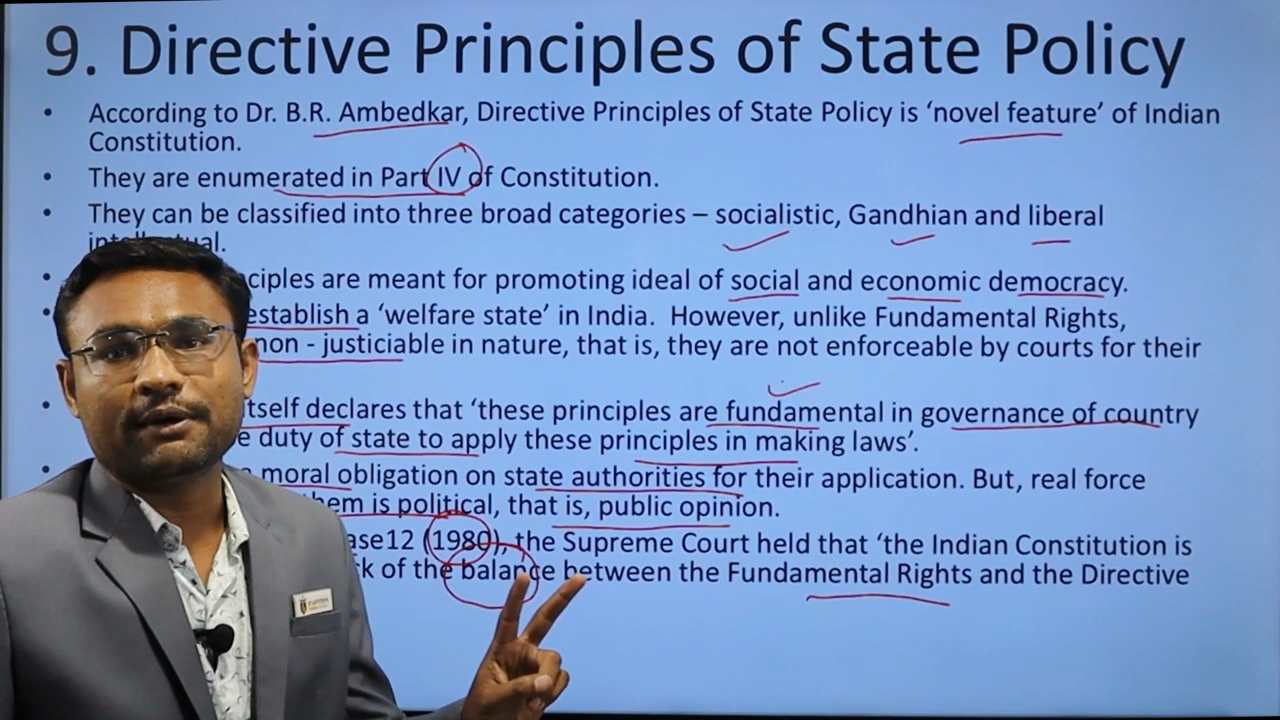 9. Directive Principles of State Policy
• According to Dr. B.R. Ambedkar, Directive Principles of State Policy is ‘novel feature’ of Indian
Constitution.
• They are enumerated in Part IV of Constitution.
• They can be classified into three broad categories – socialistic, Gandhian and liberal
intellectual.
• ciples are meant for promoting ideal of social and economic democracy.
• establish a ‘welfare state’ in India. However, unlike Fundamental Rights,
non - justiciable in nature, that is, they are not enforceable by courts for their
• itself declares that ‘these principles are fundamental in governance of country
e duty of state to apply these principles in making laws’.
• moral obligation on state authorities for their application. But, real force
them is political, that is, public opinion.
ase12 (1980), the Supreme Court held that ‘the Indian Constitution is
k of the balance between the Fundamental Rights and the Directive